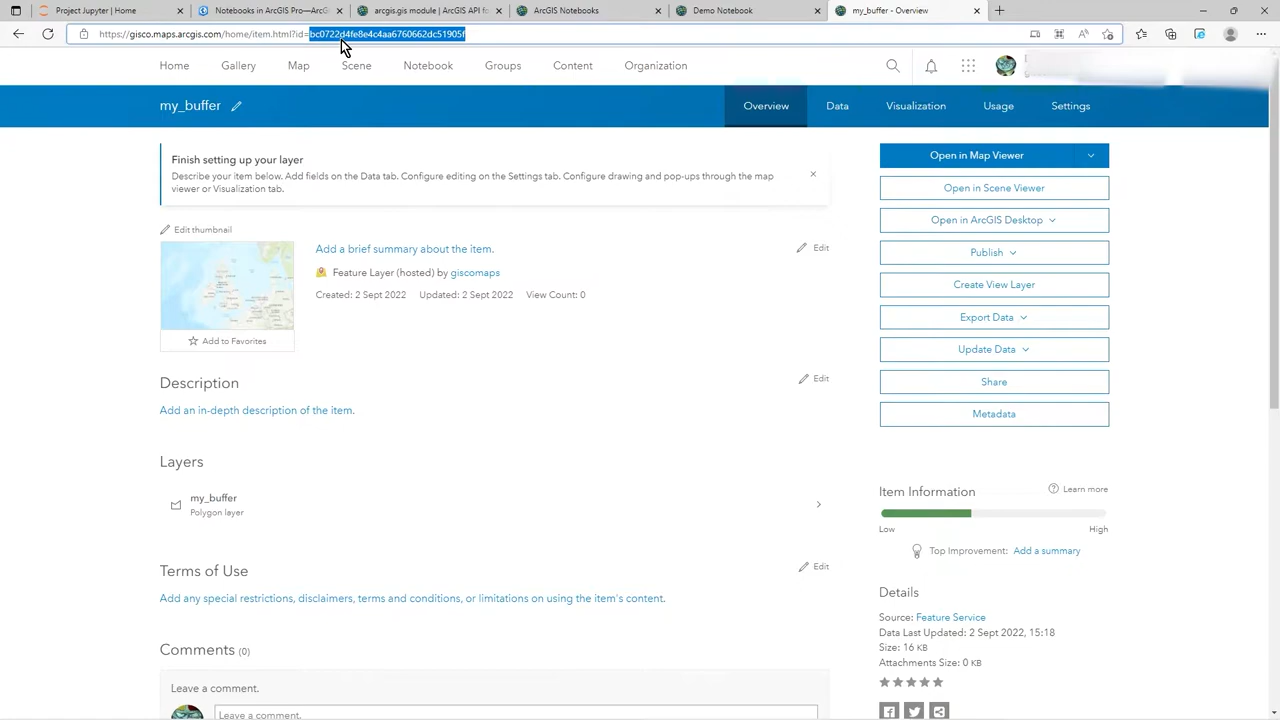 Project Jupyter | Home
Notebooks in ArcGIS Pro—ArcG
arcgis.gis module | ArcGIS API fo
ArcGIS Notebooks
Demo Notebook
my_buffer - Overview
https://gisco.maps.arcgis.com/home/item.html?id=bc0722d4fe8e4c4aa6760662dc51905f
Home
Gallery
Map
Scene
Notebook
Groups
Content
Organization
my_buffer
Overview
Data
Visualization
Usage
Settings
Finish setting up your layer
Describe your item below. Add fields on the Data tab. Configure editing on the Settings tab. Configure drawing and pop-ups through the map
viewer or Visualization tab.
Edit thumbnail
Add a brief summary about the item.
Edit
Feature Layer (hosted) by giscomaps
Created: 2 Sept 2022 Updated: 2 Sept 2022 View Count: 0
Add to Favorites
Description
Edit
Add an in-depth description of the item.
Layers
my_buffer
Polygon layer
Terms of Use
Edit
Add any special restrictions, disclaimers, terms and conditions, or limitations on using the item's content.
Comments (0)
Leave a comment.
Leave a comment.
Open in Map Viewer
Open in Scene Viewer
Open in ArcGIS Desktop
Publish
Create View Layer
Export Data
Update Data
Share
Metadata
Item Information
Learn more
Low
High
Top Improvement: Add a summary
Details
Source: Feature Service
Data Last Updated: 2 Sept 2022, 15:18
Size: 16 KB
Attachments Size: 0 KB